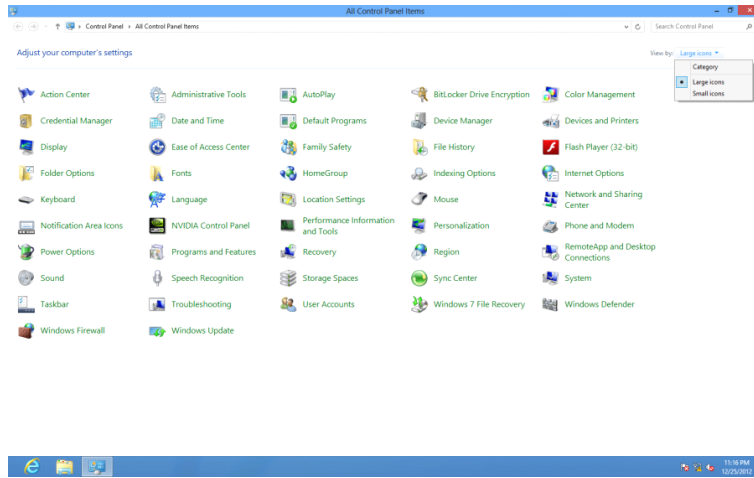 All Control Panel Items
Control Panel
All Control Panel Items
Search Control Panel
Adjust your computer's settings
View by: Large icons
Category
Large icons
Small icons
Action Center
Administrative Tools
AutoPlay
BitLocker Drive Encryption
Color Management
Credential Manager
Date and Time
Default Programs
Device Manager
Devices and Printers
Display
Ease of Access Center
Family Safety
File History
Flash Player (32-bit)
Folder Options
Fonts
HomeGroup
Indexing Options
Internet Options
Keyboard
Language
Location Settings
Mouse
Network and Sharing
Center
Notification Area Icons
NVIDIA Control Panel
Performance Information
and Tools
Personalization
Phone and Modem
Power Options
Programs and Features
Recovery
Region
RemoteApp and Desktop
Connections
Sound
Speech Recognition
Storage Spaces
Sync Center
System
Taskbar
Troubleshooting
User Accounts
Windows 7 File Recovery
Windows Defender
Windows Firewall
Windows Update
11:16 PM
12/25/2012